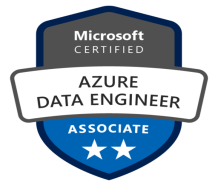 Microsoft
CERTIFIED
AZURE
DATA ENGINEER
ASSOCIATE